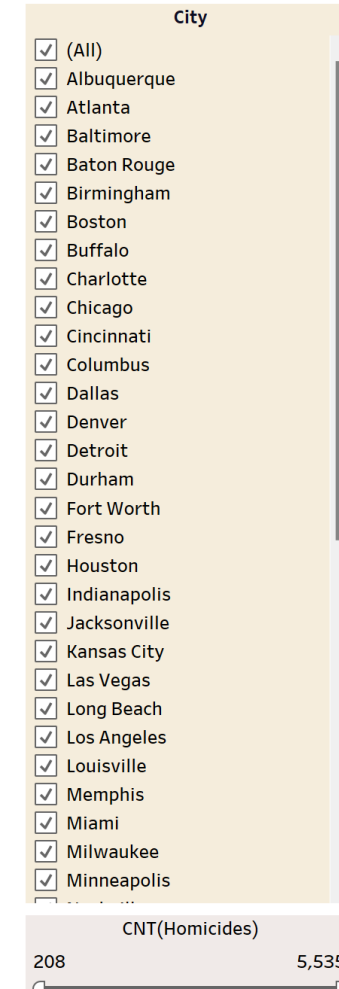 City
(All)
Albuquerque
Atlanta
Baltimore
Baton Rouge
Birmingham
Boston
Buffalo
Charlotte
Chicago
Cincinnati
Columbus
Dallas
Denver
Detroit
Durham
Fort Worth
Fresno
Houston
Indianapolis
Jacksonville
Kansas City
Las Vegas
Long Beach
Los Angeles
Louisville
Memphis
Miami
Milwaukee
Minneapolis
CNT(Homicides)
208 5,535